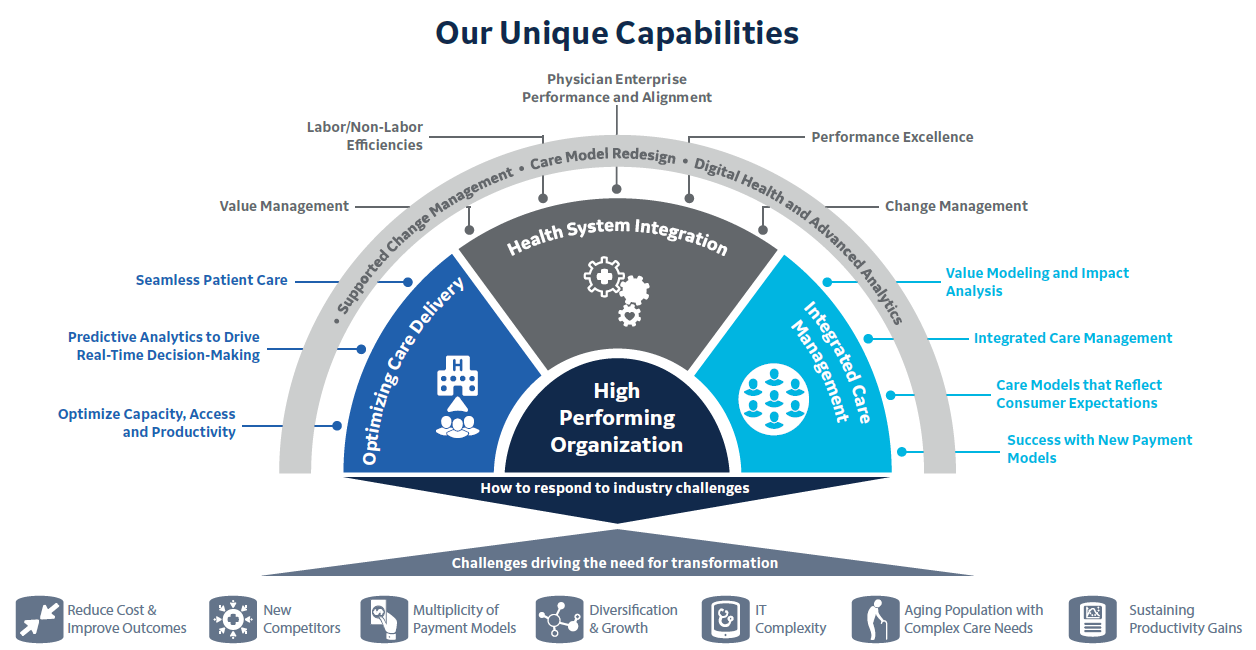 Our Unique Capabilities
Physician Enterprise
Performance and Alignment
Labor/Non-Labor
Efficiencies
Performance Excellence
Value Management
Change Management
• Supported Change Management • Care Model Redesign • Digital Health and Advanced Analytics
Health System Integration
Seamless Patient Care
Predictive Analytics to Drive
Real-Time Decision-Making
Optimize Capacity, Access
and Productivity
Optimizing Care Delivery
H
Integrated Care
Management
Value Modeling and Impact
Analysis
Integrated Care Management
Care Models that Reflect
Consumer Expectations
Success with New Payment
Models
High
Performing
Organization
How to respond to industry challenges
Challenges driving the need for transformation
Reduce Cost &
Improve Outcomes
New
Competitors
Multiplicity of
Payment Models
Diversification
& Growth
IT
Complexity
Aging Population with
Complex Care Needs
Sustaining
Productivity Gains